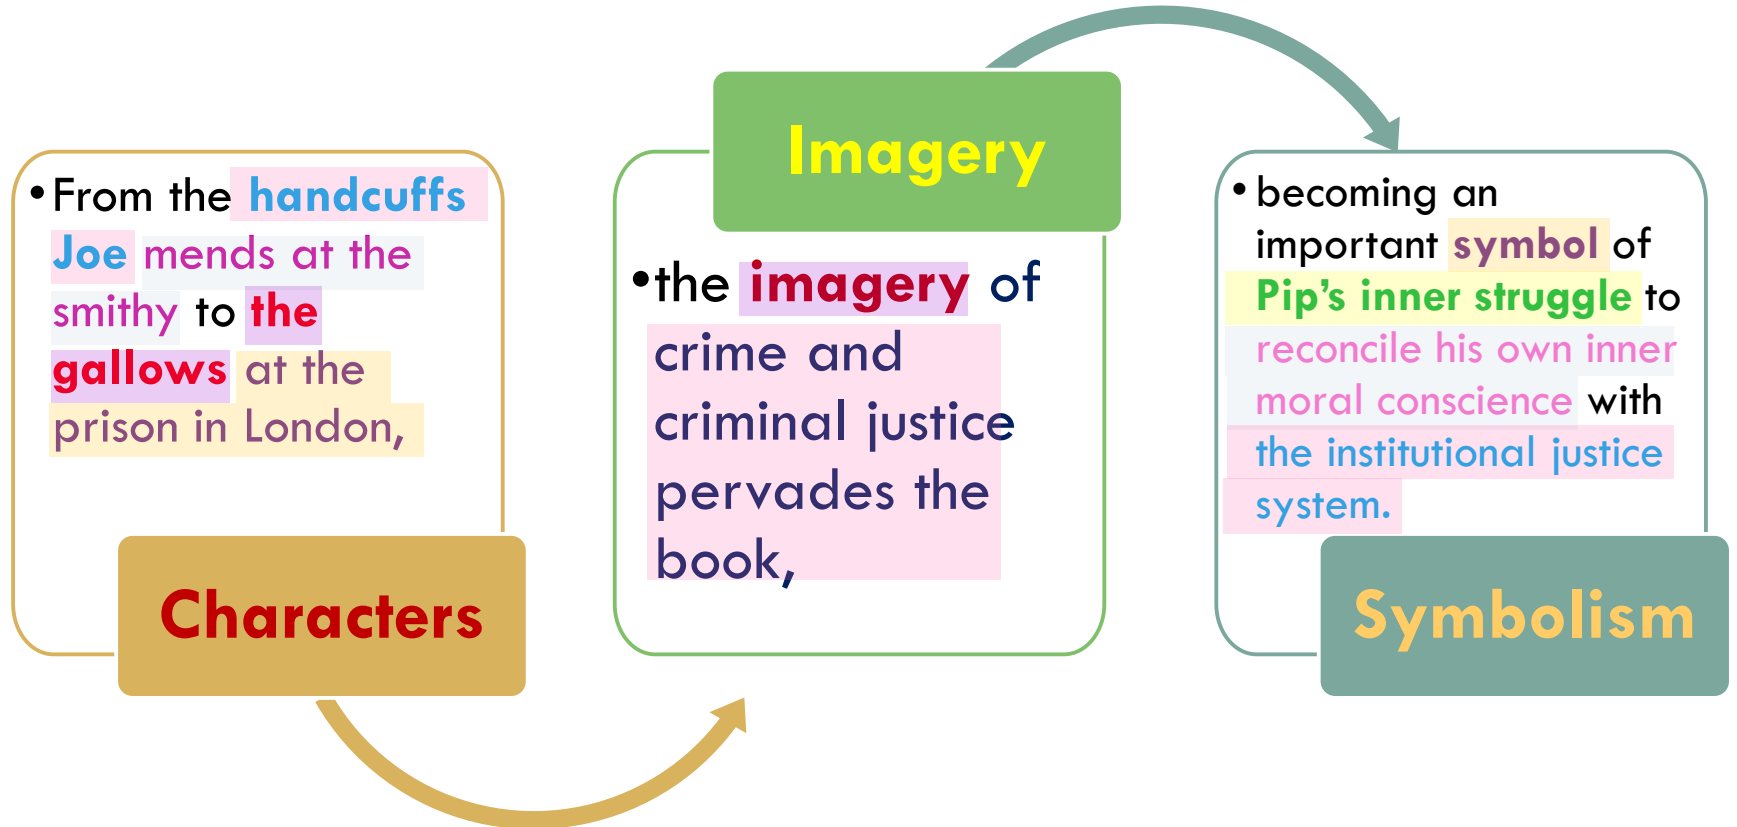 •From the handcuffs
Joe mends at the
smithy to the
gallows at the
prison in London,
Characters
Imagery
•the imagery of
crime and
criminal justice
pervades the
book,
• becoming an
important symbol of
Pip’s inner struggle to
reconcile his own inner
moral conscience with
the institutional justice
system.
Symbolism